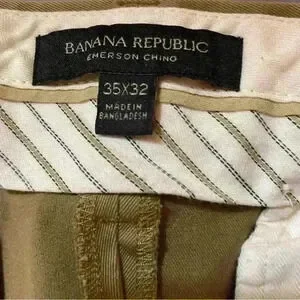 BANANA REPUBLIC
EMERSON CHINO
35X32
MADE IN
BANGLADESH